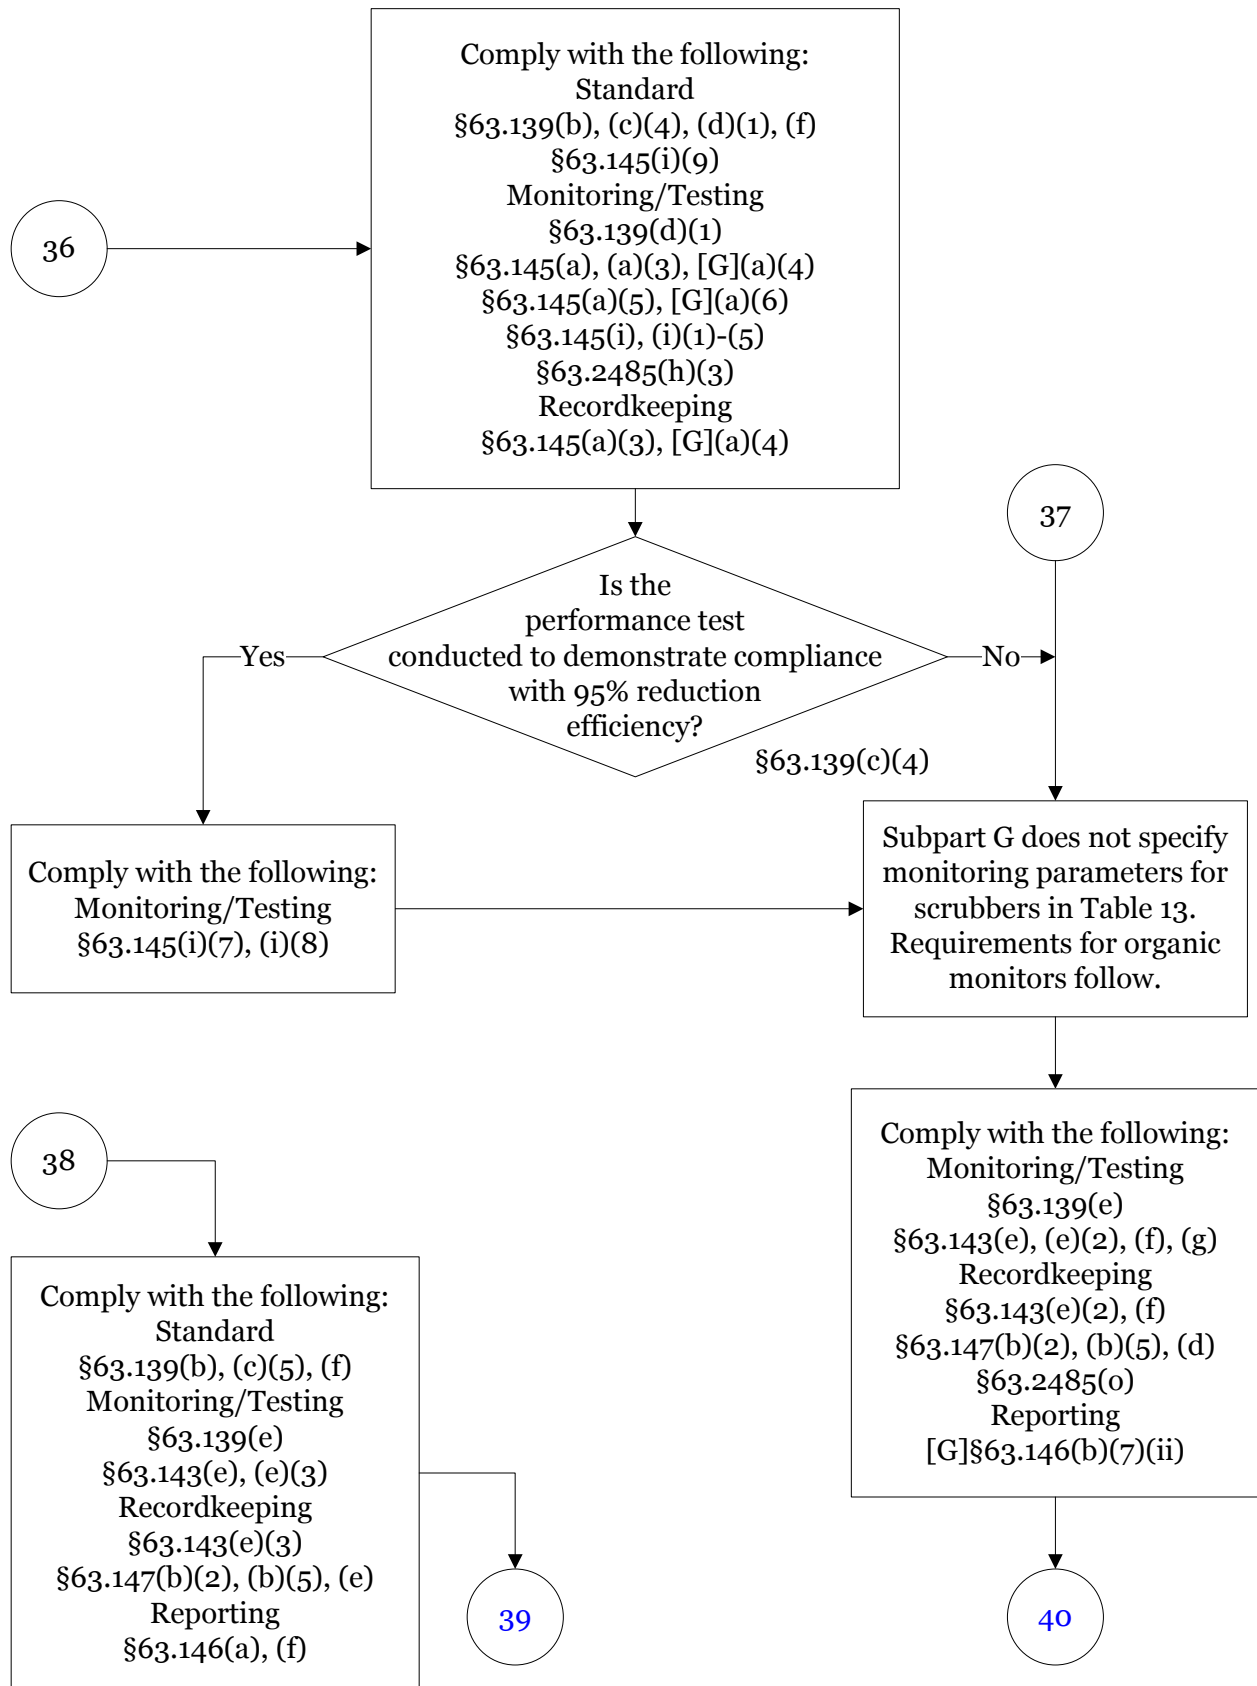 36
Comply with the following:
Standard
§63.139(b), (c)(4), (d)(1), (f)
§63.145(i)(9)
Monitoring/Testing
§63.139(d)(1)
§63.145(a), (a)(3), [G](a)(4)
§63.145(a)(5), [G](a)(6)
§63.145(i), (i)(1)-(5)
§63.2485(h)(3)
Recordkeeping
§63.145(a)(3), [G](a)(4)
37
Is the
performance test
conducted to demonstrate compliance
with 95% reduction
efficiency?
Yes
No
§63.139(c)(4)
Comply with the following:
Monitoring/Testing
§63.145(i)(7), (i)(8)
Subpart G does not specify
monitoring parameters for
scrubbers in Table 13.
Requirements for organic
monitors follow.
38
Comply with the following:
Standard
§63.139(b), (c)(5), (f)
Monitoring/Testing
§63.139(e)
§63.143(e), (e)(3)
Recordkeeping
§63.143(e)(3)
§63.147(b)(2), (b)(5), (e)
Reporting
§63.146(a), (f)
39
Comply with the following:
Monitoring/Testing
§63.139(e)
§63.143(e), (e)(2), (f), (g)
Recordkeeping
§63.143(e)(2), (f)
§63.147(b)(2), (b)(5), (d)
§63.2485(o)
Reporting
[G]§63.146(b)(7)(ii)
40